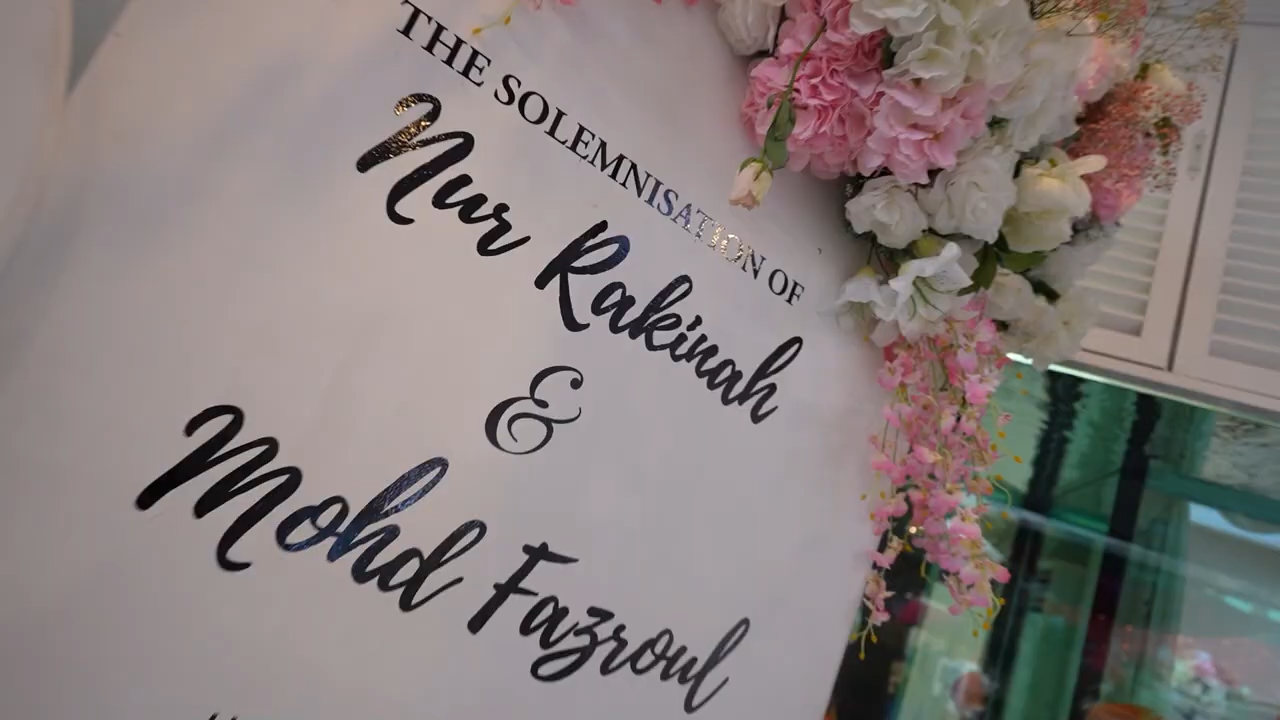 THE SOLEMNISATION OF
Nur Rakinah
&
Mohd Fazroul